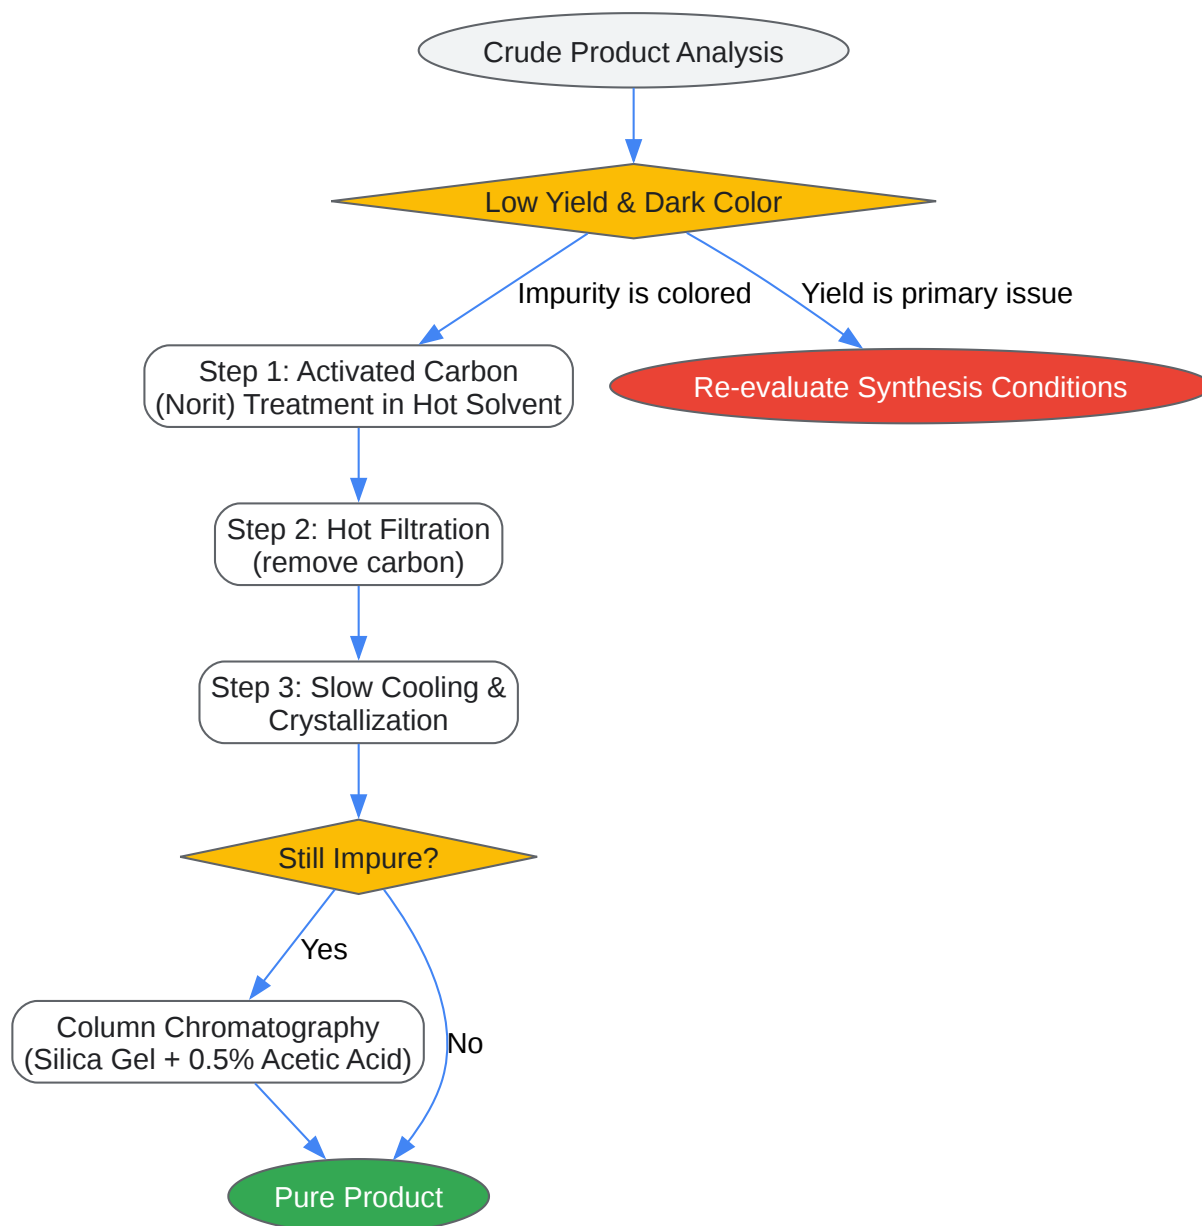 Crude Product Analysis
Low Yield & Dark Color
Impurity is colored
Yield is primary issue
Step 1: Activated Carbon
(Norit) Treatment in Hot Solvent
Re-evaluate Synthesis Conditions
Step 2: Hot Filtration
(remove carbon)
Step 3: Slow Cooling &
Crystallization
Still Impure?
Yes
No
Column Chromatography
(Silica Gel + 0.5% Acetic Acid)
Pure Product